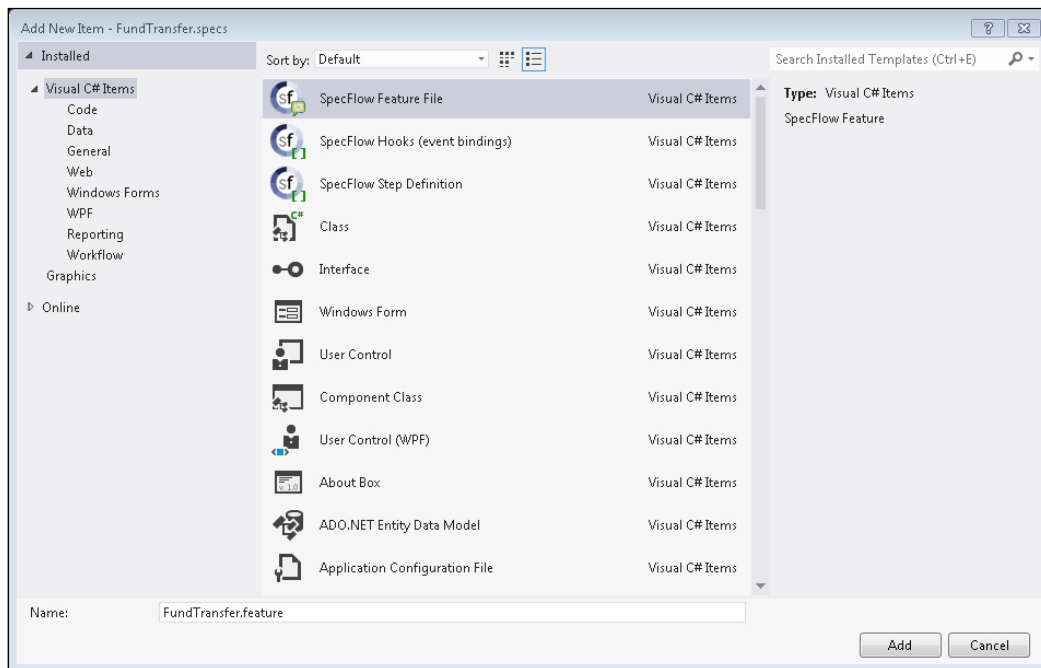 Add New Item - FundTransfer.specs
Installed
Sort by: Default
Search Installed Templates (Ctrl+E)
Visual C# Items
Code
Data
General
Web
Windows Forms
WPF
Reporting
Workflow
Graphics
Online
SpecFlow Feature File Visual C# Items
SpecFlow Hooks (event bindings) Visual C# Items
SpecFlow Step Definition Visual C# Items
Class Visual C# Items
Interface Visual C# Items
Windows Form Visual C# Items
User Control Visual C# Items
Component Class Visual C# Items
User Control (WPF) Visual C# Items
About Box Visual C# Items
ADO.NET Entity Data Model Visual C# Items
Application Configuration File Visual C# Items
Type: Visual C# Items
SpecFlow Feature
Name: FundTransfer.feature
Add Cancel